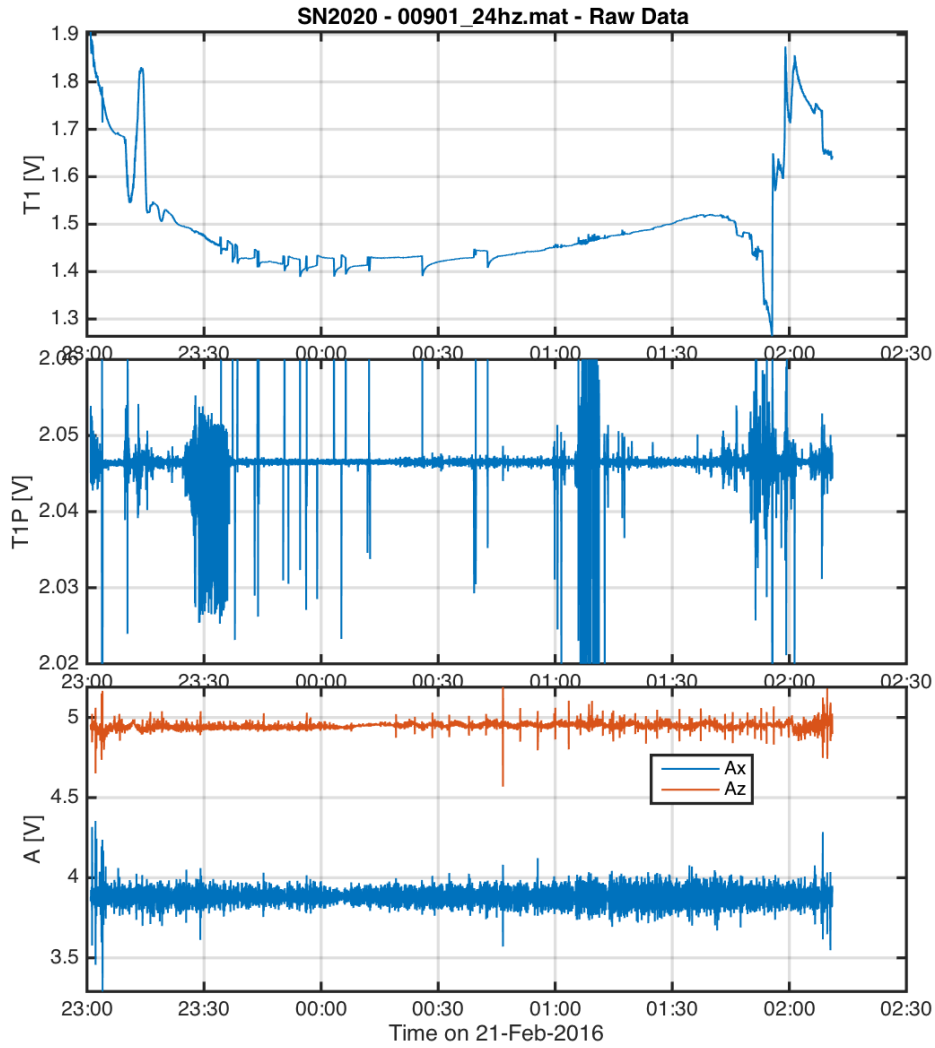 SN2020 - 00901_24hz.mat - Raw Data
1.9
1.8
1.7
1.6
1.5
1.4
1.3
T1 [V]
23:00 23:30 00:00 00:30 01:00 01:30 02:00 02:30
2.06
2.05
2.04
2.03
2.02
T1P [V]
23:00 23:30 00:00 00:30 01:00 01:30 02:00 02:30
5
4.5
4
3.5
A [V]
Ax
Az
23:00 23:30 00:00 00:30 01:00 01:30 02:00 02:30
Time on 21-Feb-2016